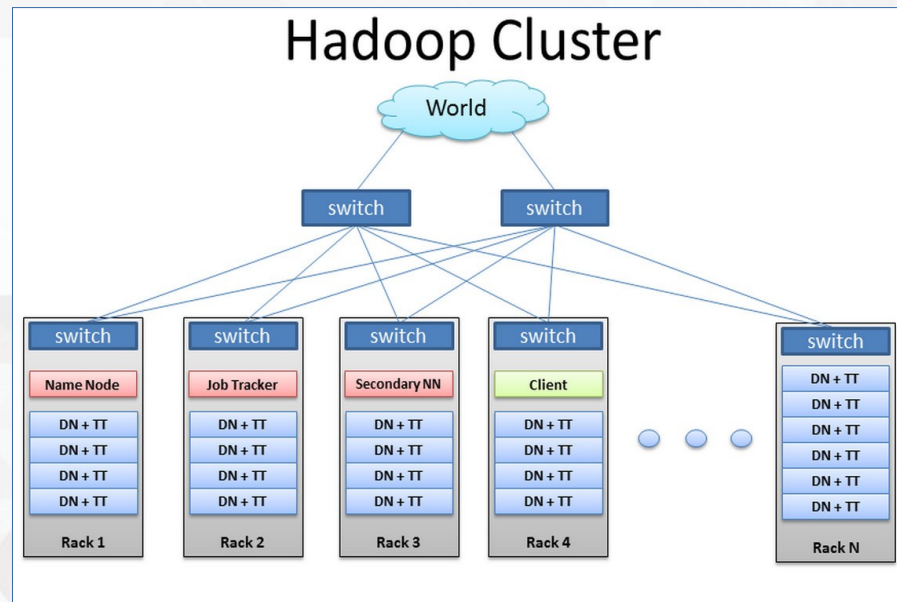 Hadoop Cluster
World
switch
switch
switch
Name Node
DN + TT
DN + TT
DN + TT
DN + TT
Rack 1
switch
Job Tracker
DN + TT
DN + TT
DN + TT
DN + TT
Rack 2
switch
Secondary NN
DN + TT
DN + TT
DN + TT
DN + TT
Rack 3
switch
Client
DN + TT
DN + TT
DN + TT
DN + TT
Rack 4
switch
DN + TT
DN + TT
DN + TT
DN + TT
DN + TT
DN + TT
Rack N